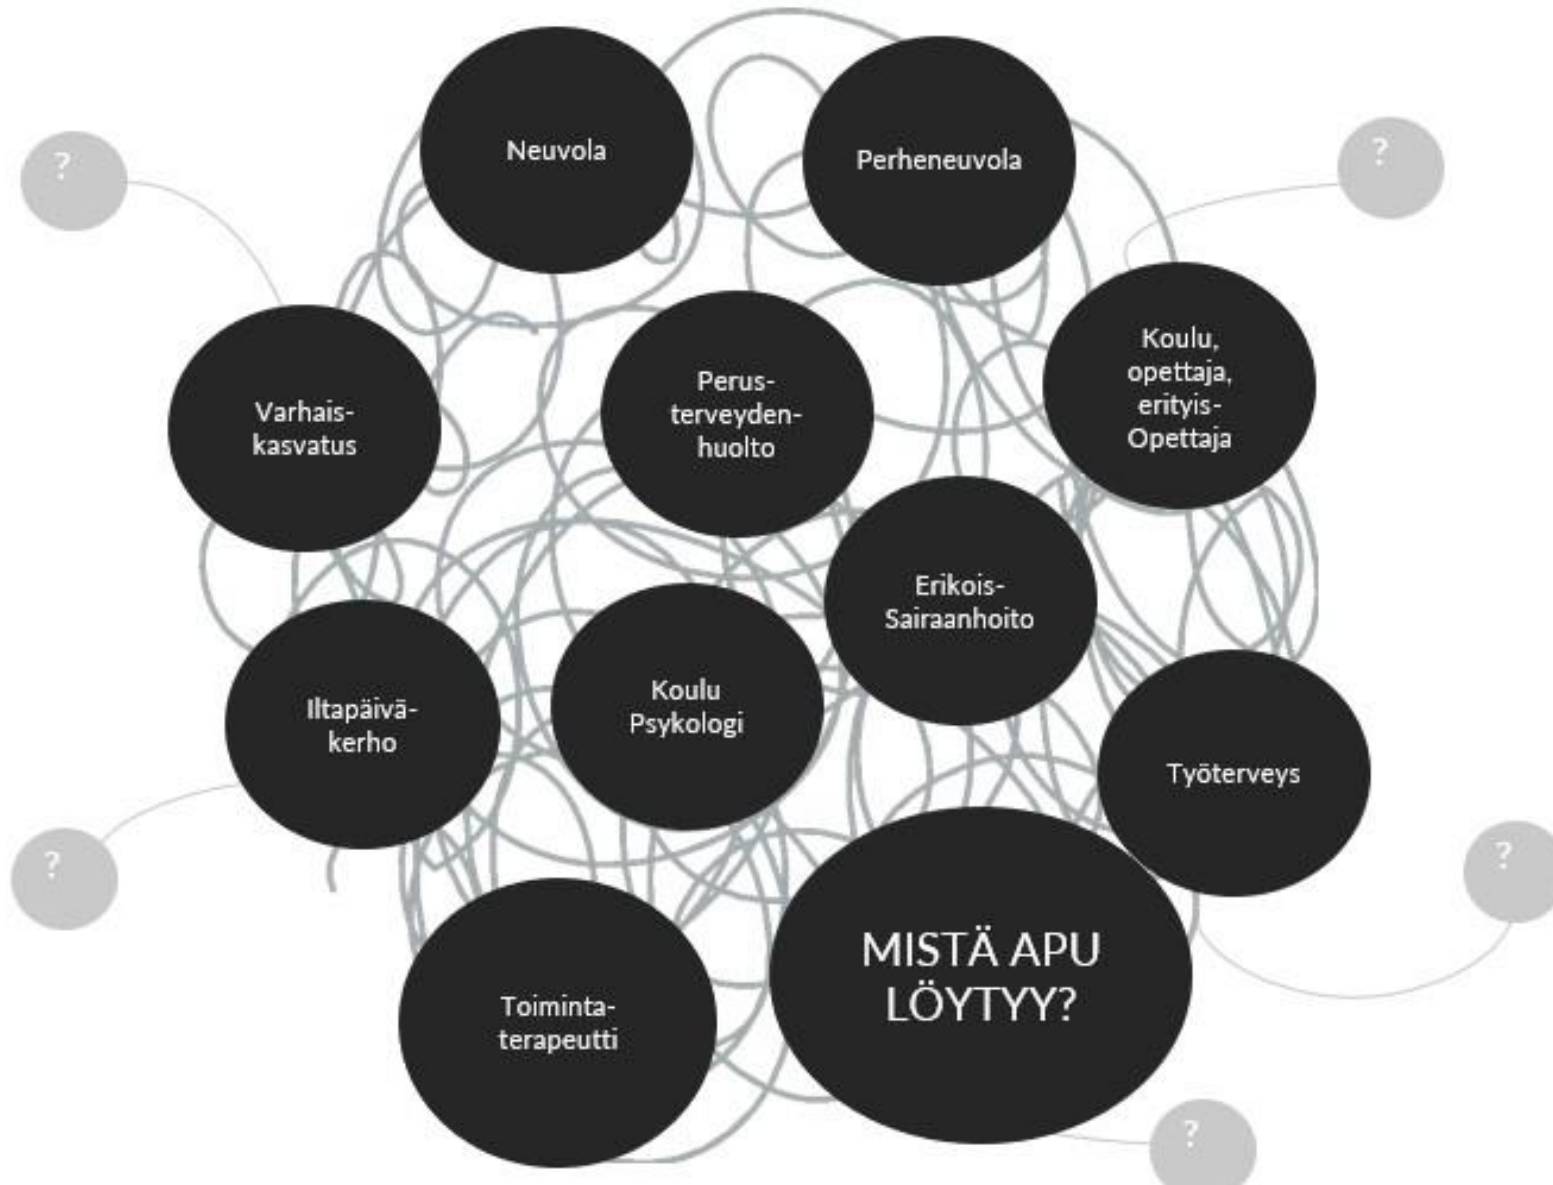 Neuvola
Perheneuvola
?
?
Koulu,
opettaja,
erityis-
Opettaja
Perus-
terveyden-
huolto
Varhais-
kasvatus
Erikois-
Sairaanhoito
Koulu
Psykologi
Iltapäivä-
kerho
Työterveys
?
?
MISTÄ APU
LÖYTYY?
Toiminta-
terapeutti
?